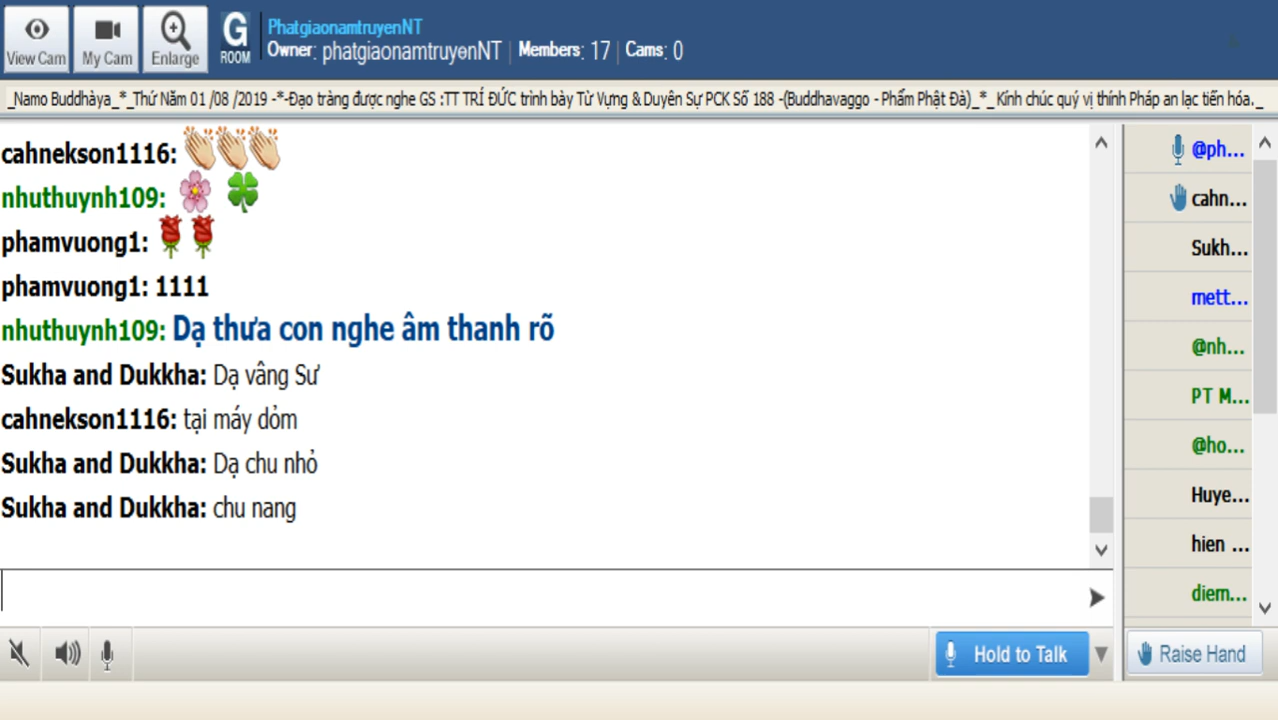 View Cam
My Cam
Enlarge
G
ROOM
PhatgiaonamtruyenNT
Owner: phatgiaonamtruyenNT | Members: 17 | Cams: 0
_Namo Buddhàya_*_Thứ Năm 01 /08 /2019 -*-Đạo tràng được nghe GS :TT TRÍ ĐỨC trình bày Từ Vựng & Duyên Sự PCK Số 188 -(Buddhavaggo - Phẩm Phật Đà)_*_ Kính chúc quý vị thính Pháp an lạc tiến hóa._
cahnekson1116:
nhuthuynh109:
phamvuong1:
phamvuong1: 1111
nhuthuynh109: Dạ thưa con nghe âm thanh rõ
Sukha and Dukkha: Dạ vâng Sư
cahnekson1116: tại máy dỏm
Sukha and Dukkha: Dạ chu nhỏ
Sukha and Dukkha: chu nang
@ph...
cahn...
Sukh...
mett...
@nh...
PT M...
@ho...
Huye...
hien ...
diem...
Hold to Talk
Raise Hand